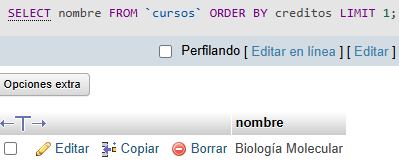 SELECT nombre FROM `cursos` ORDER BY creditos LIMIT 1;
Perfilando [ Editar en línea ] [ Editar ]
Opciones extra
←T→ nombre
Editar Copiar Borrar Biología Molecular